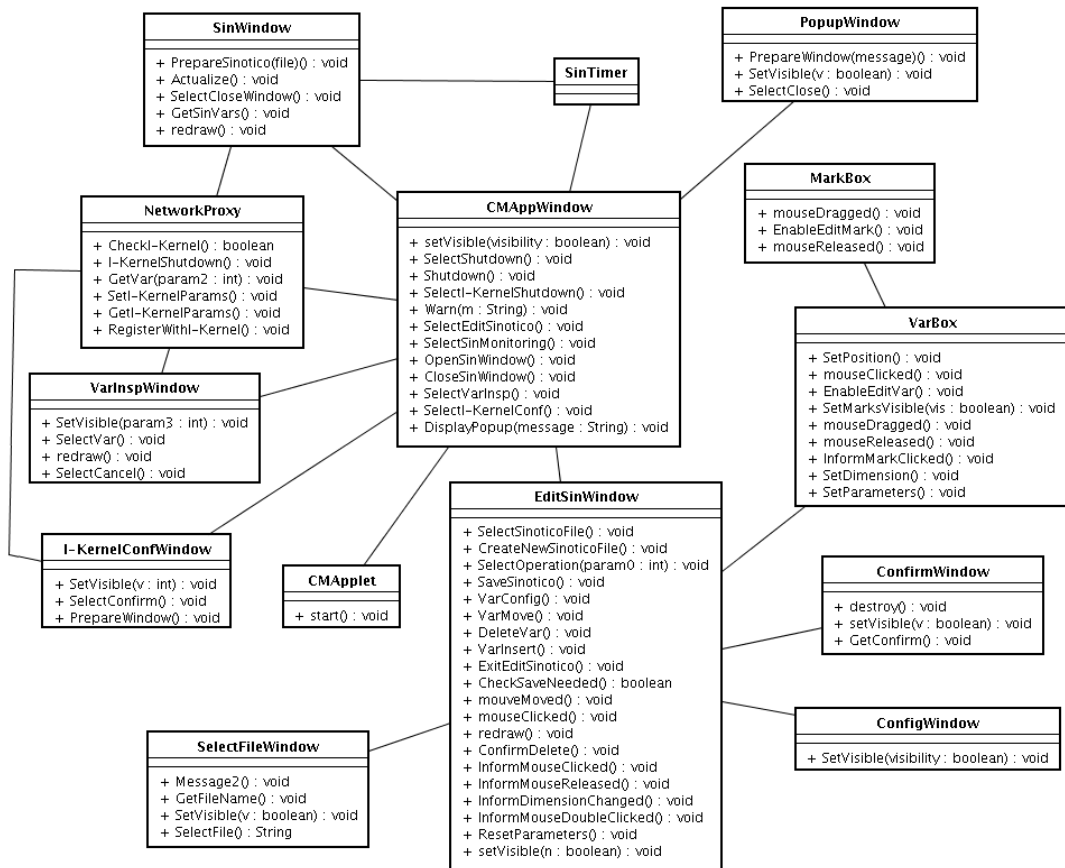 SinWindow
+ PrepareSinotico(file)() : void
+ Actualize() : void
+ SelectCloseWindow() : void
+ GetSinVars() : void
+ redraw() : void
SinTimer
PopupWindow
+ PrepareWindow(message)() : void
+ SetVisible(v : boolean) : void
+ SelectClose() : void
NetworkProxy
+ CheckI-Kernel() : boolean
+ I-KernelShutdown() : void
+ GetVar(param2 : int) : void
+ SetI-KernelParams() : void
+ GetI-KernelParams() : void
+ RegisterWithI-Kernel() : void
CMAppWindow
+ setVisible(visibility : boolean) : void
+ SelectShutdown() : void
+ Shutdown() : void
+ SelectI-KernelShutdown() : void
+ Warn(m : String) : void
+ SelectEditSinotico() : void
+ SelectSinMonitoring() : void
+ OpenSinWindow() : void
+ CloseSinWindow() : void
+ SelectVarInsp() : void
+ SelectI-KernelConf() : void
+ DisplayPopup(message : String) : void
MarkBox
+ mouseDragged() : void
+ EnableEditMark() : void
+ mouseReleased() : void
VarBox
+ SetPosition() : void
+ mouseClicked() : void
+ EnableEditVar() : void
+ SetMarksVisible(vis : boolean) : void
+ mouseDragged() : void
+ mouseReleased() : void
+ InformMarkClicked() : void
+ SetDimension() : void
+ SetParameters() : void
VarInspWindow
+ SetVisible(param3 : int) : void
+ SelectVar() : void
+ redraw() : void
+ SelectCancel() : void
I-KernelConfWindow
+ SetVisible(v : int) : void
+ SelectConfirm() : void
+ PrepareWindow() : void
CMApplet
+ start() : void
EditSinWindow
+ SelectSinoticoFile() : void
+ CreateNewSinoticoFile() : void
+ SelectOperation(param0 : int) : void
+ SaveSinotico() : void
+ VarConfig() : void
+ VarMove() : void
+ DeleteVar() : void
+ VarInsert() : void
+ ExitEditSinotico() : void
+ CheckSaveNeeded() : boolean
+ mouveMoved() : void
+ mouseClicked() : void
+ redraw() : void
+ ConfirmDelete() : void
+ InformMouseClicked() : void
+ InformMouseReleased() : void
+ InformDimensionChanged() : void
+ InformMouseDoubleClicked() : void
+ ResetParameters() : void
+ setVisible(n : boolean) : void
ConfirmWindow
+ destroy() : void
+ setVisible(v : boolean) : void
+ GetConfirm() : void
ConfigWindow
+ SetVisible(visibility : boolean) : void
SelectFileWindow
+ Message2() : void
+ GetFileName() : void
+ SetVisible(v : boolean) : void
+ SelectFile() : String